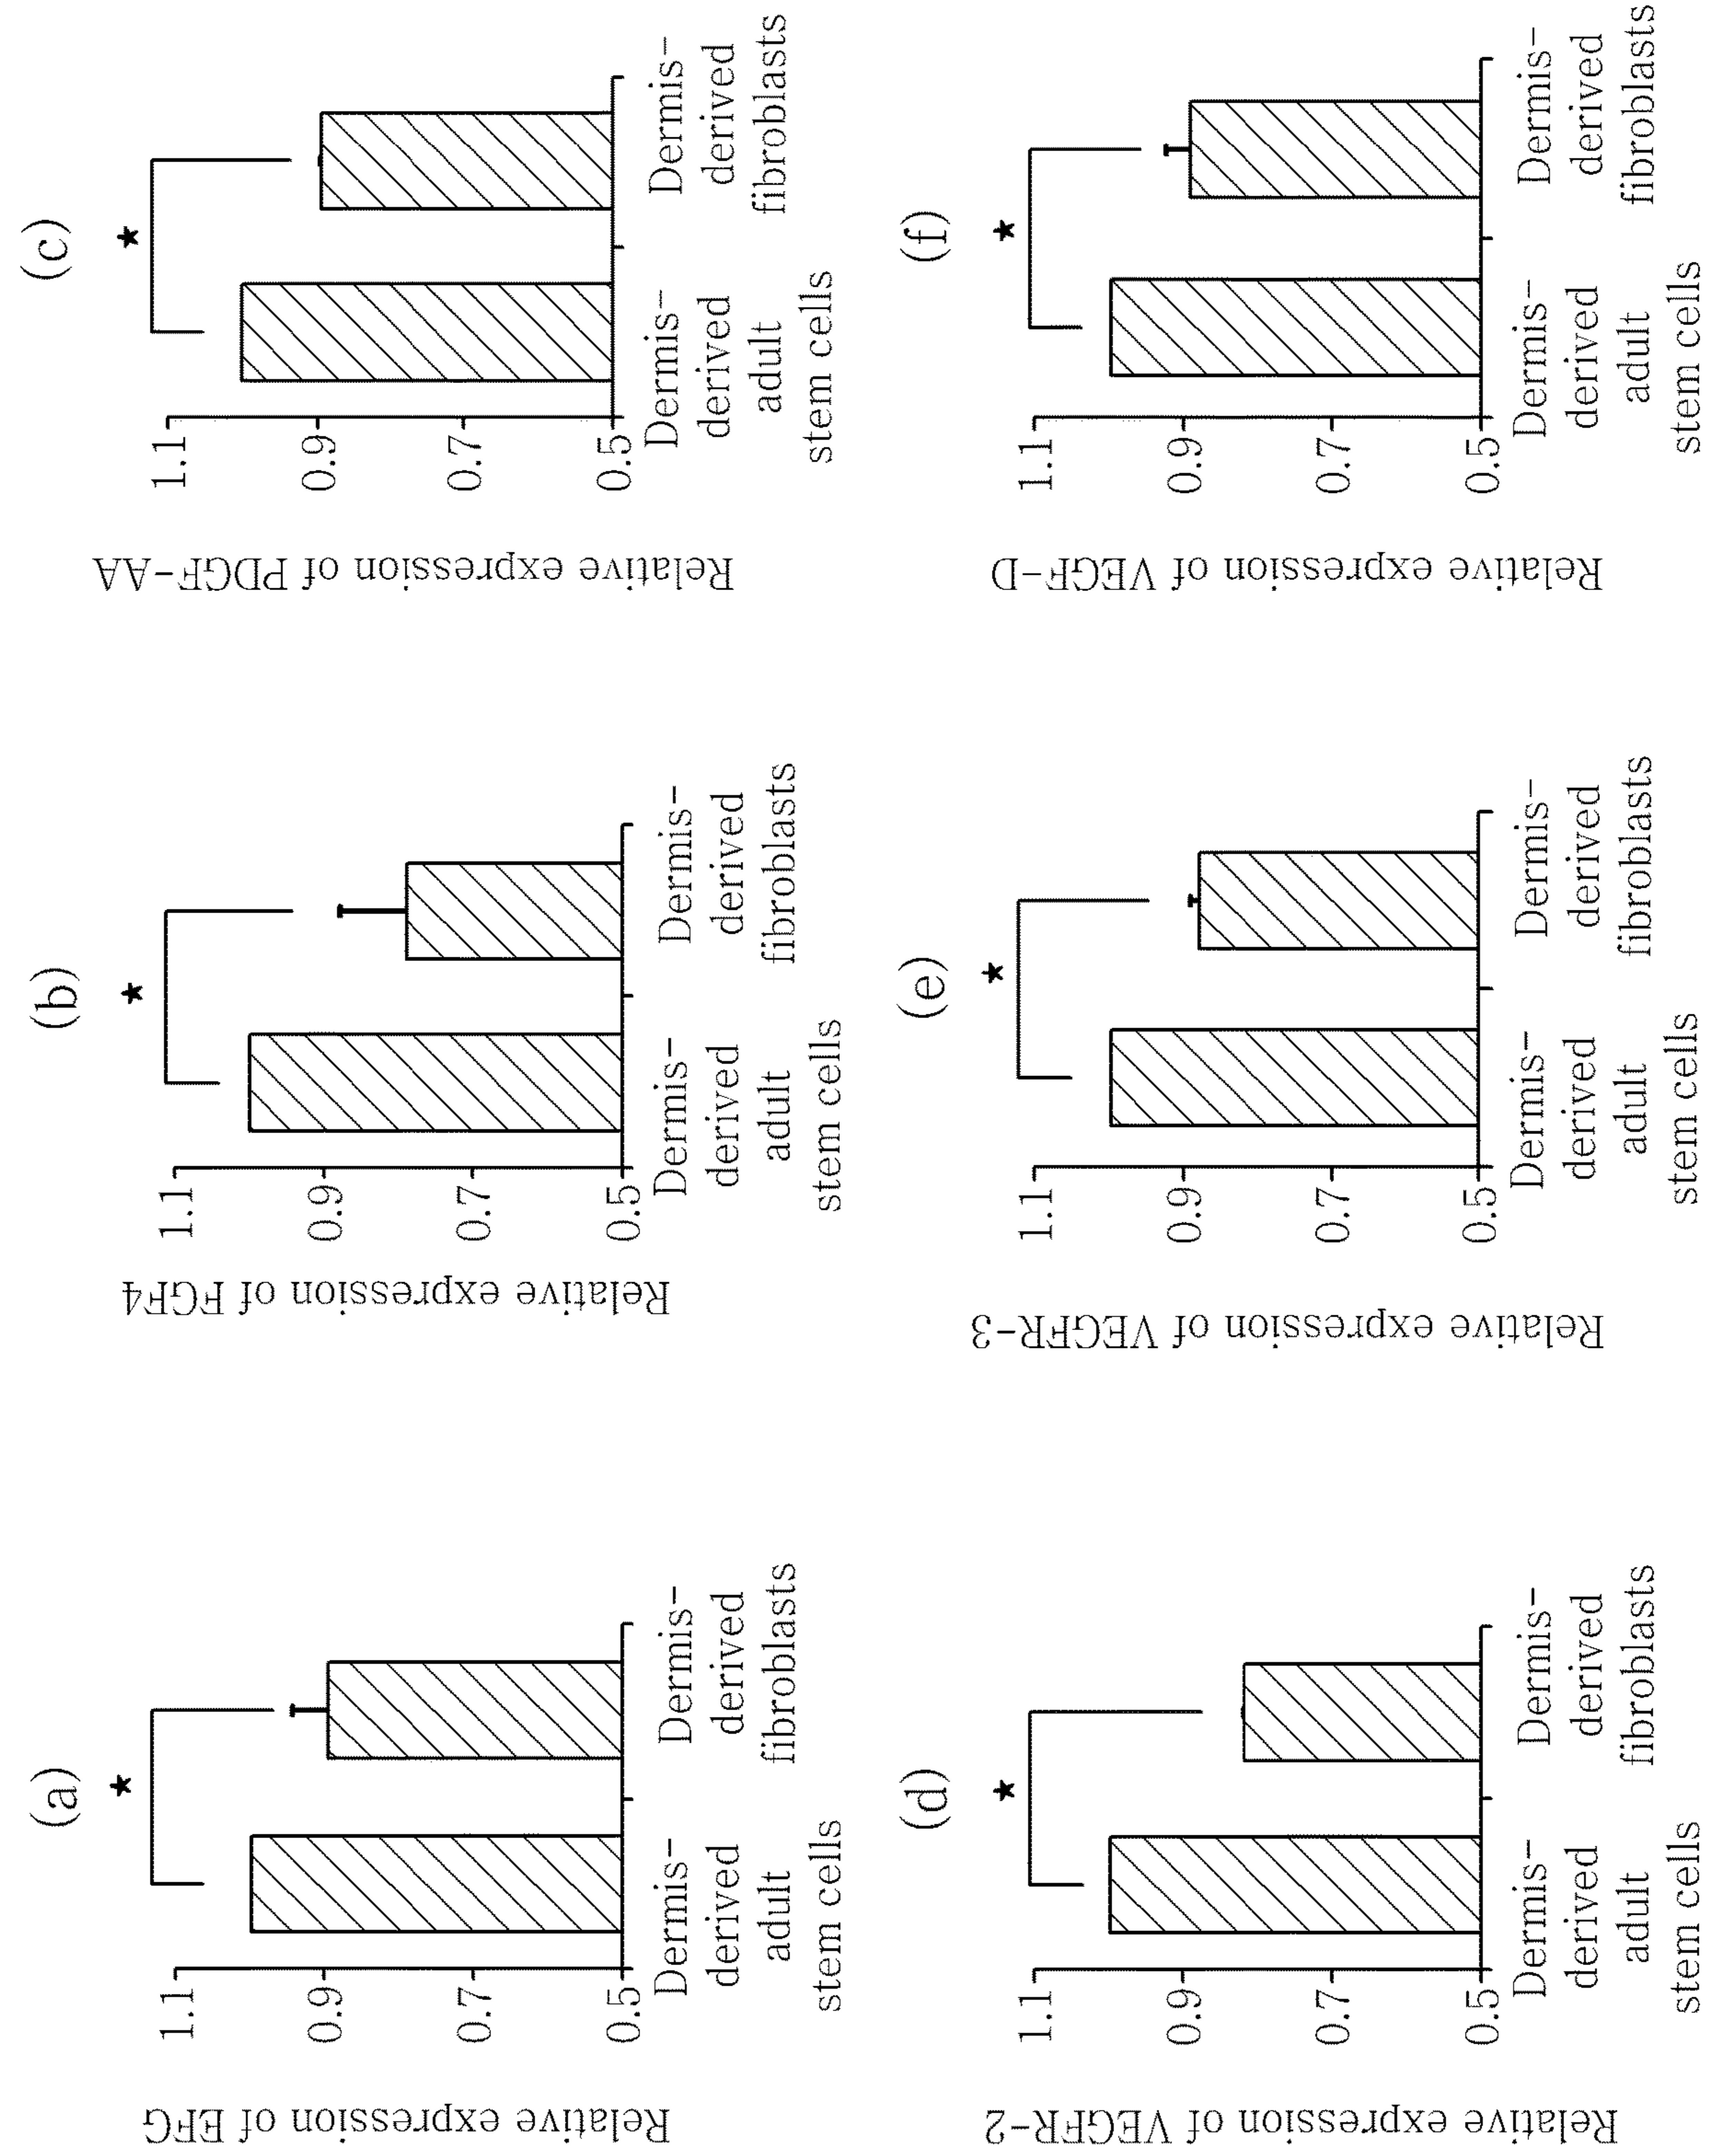 (a)
Relative expression of EFG
1.1
0.9
0.7
0.5
★
Dermis-
derived
adult
stem cells
Dermis-
derived
fibroblasts
(b)
Relative expression of FGF4
1.1
0.9
0.7
0.5
★
Dermis-
derived
adult
stem cells
Dermis-
derived
fibroblasts
(c)
Relative expression of PDGF-AA
1.1
0.9
0.7
0.5
★
Dermis-
derived
adult
stem cells
Dermis-
derived
fibroblasts
(d)
Relative expression of VEGFR-2
1.1
0.9
0.7
0.5
★
Dermis-
derived
adult
stem cells
Dermis-
derived
fibroblasts
(e)
Relative expression of VEGFR-3
1.1
0.9
0.7
0.5
★
Dermis-
derived
adult
stem cells
Dermis-
derived
fibroblasts
(f)
Relative expression of VEGF-D
1.1
0.9
0.7
0.5
★
Dermis-
derived
adult
stem cells
Dermis-
derived
fibroblasts